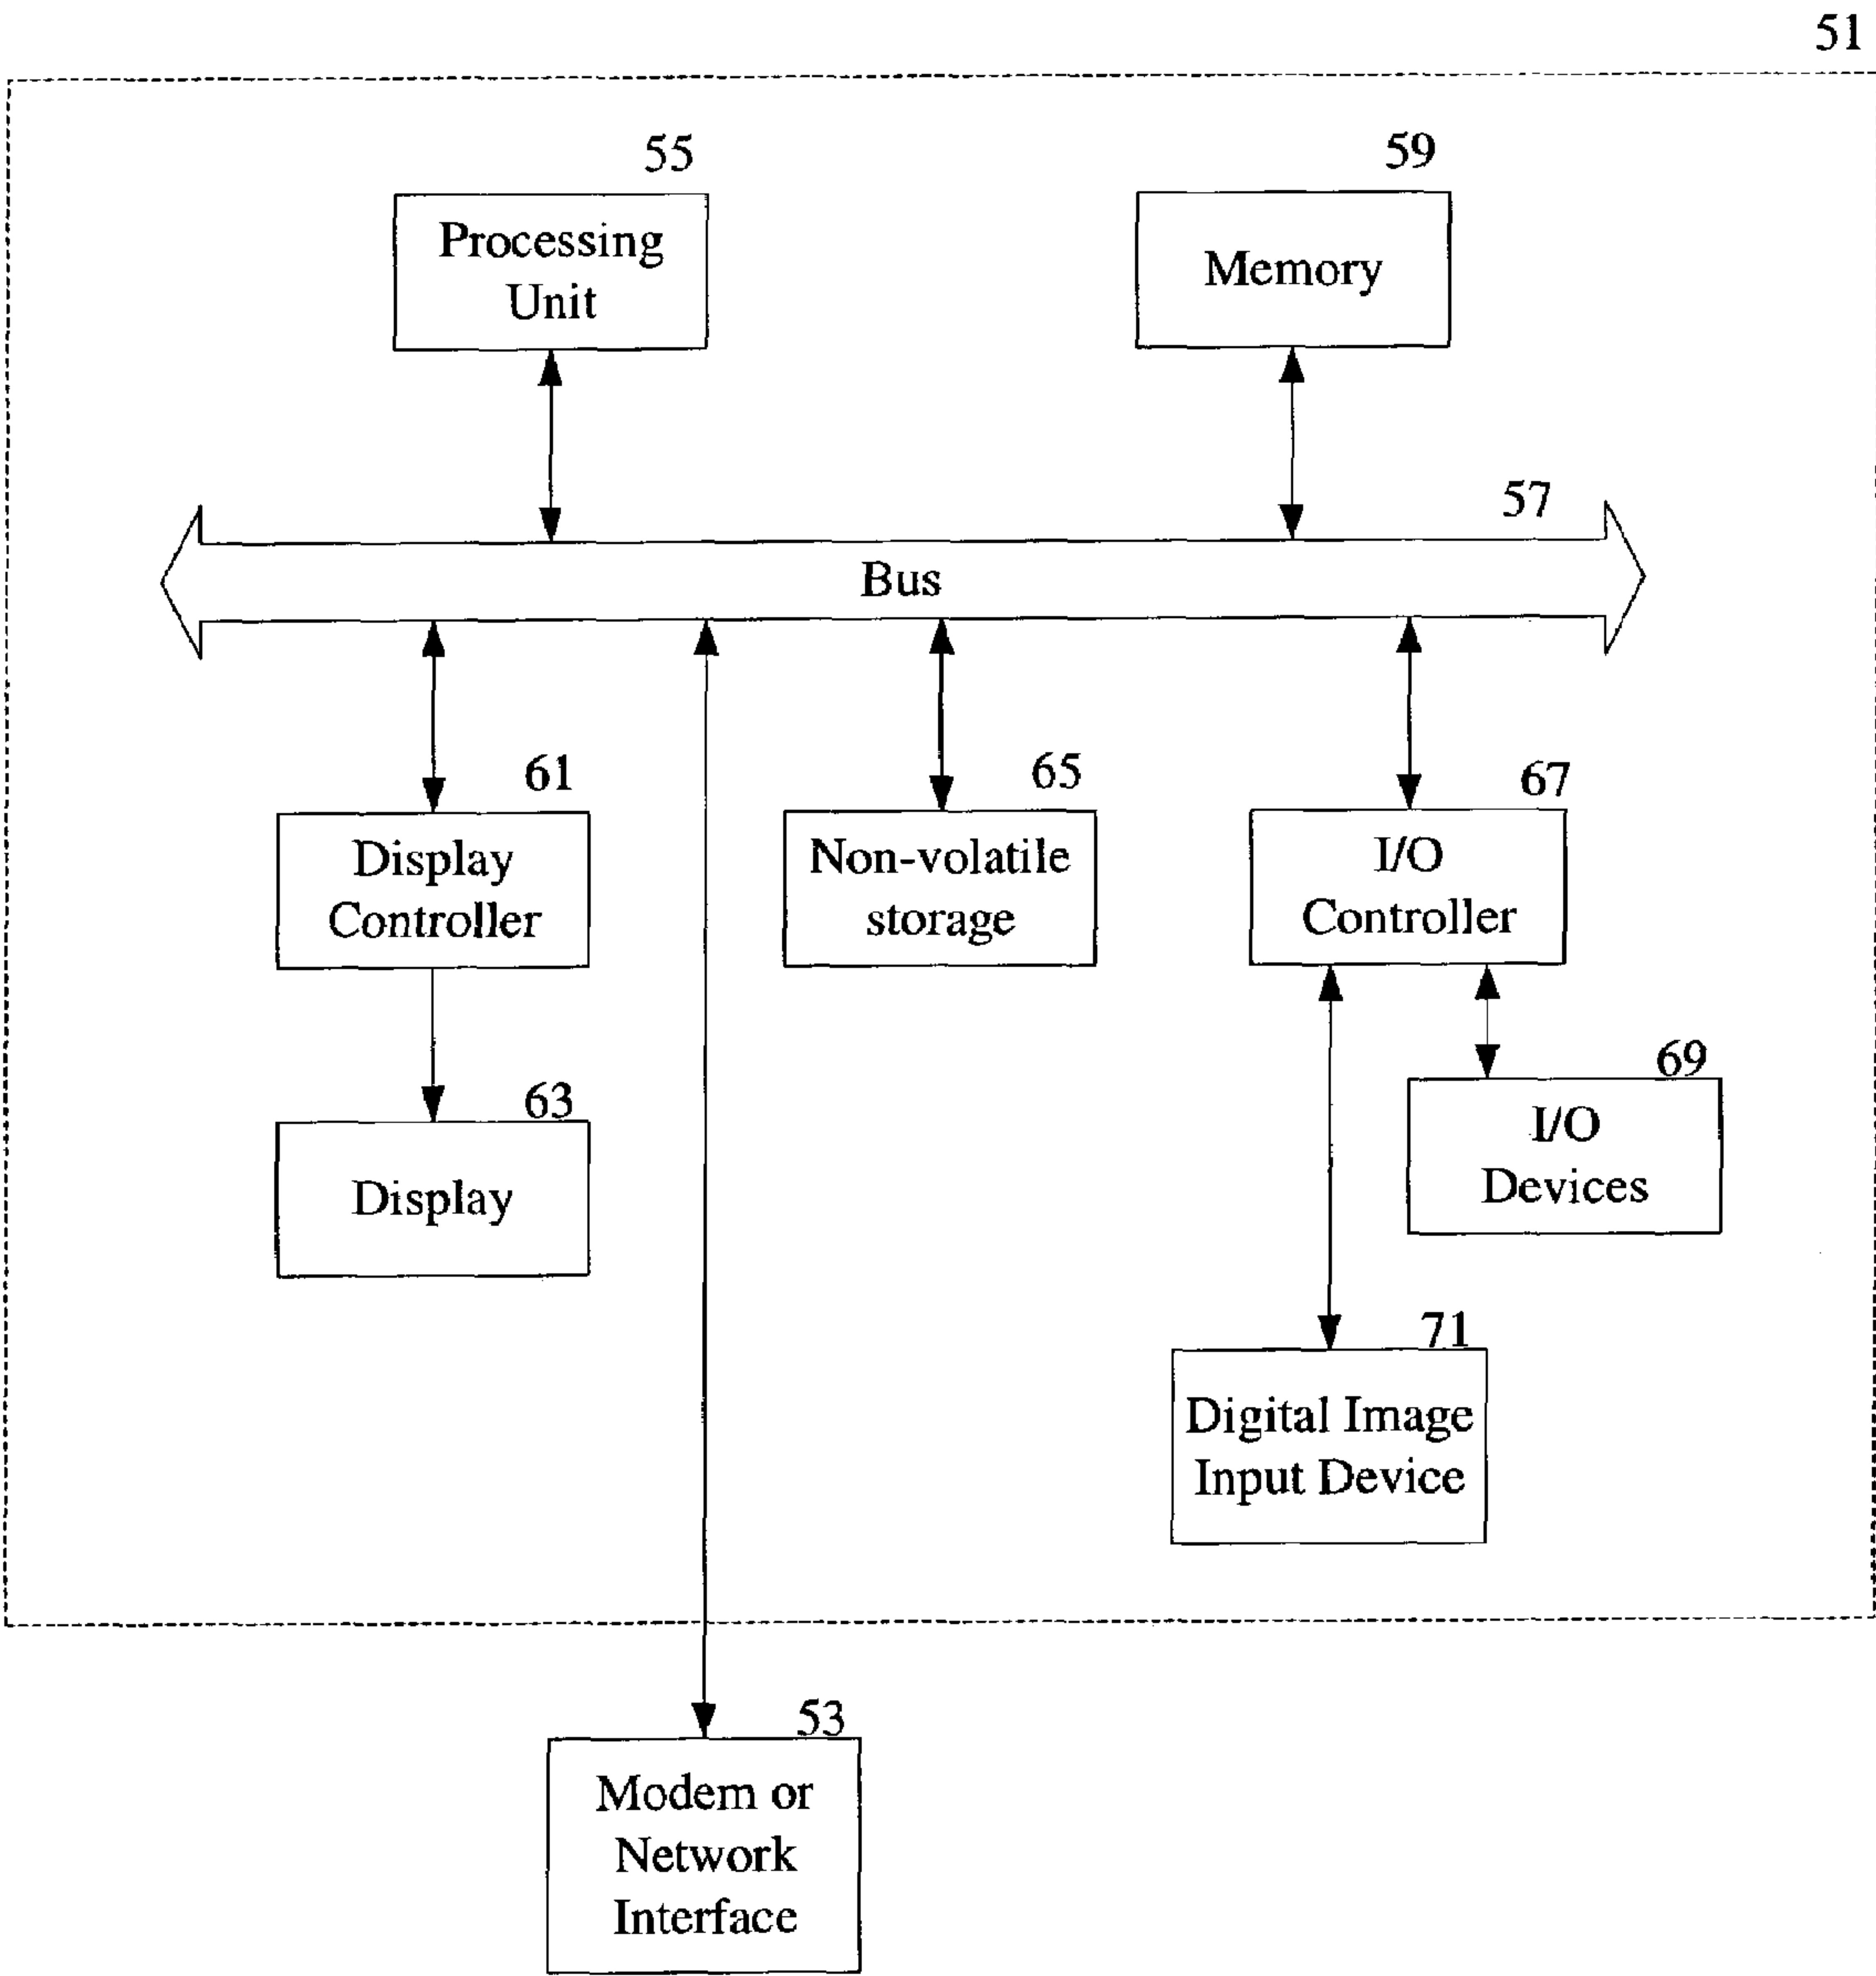 51
55
Processing
Unit
59
Memory
57
Bus
61
Display
Controller
65
Non-volatile
storage
67
I/O
Controller
63
Display
69
I/O
Devices
71
Digital Image
Input Device
53
Modem or
Network
Interface